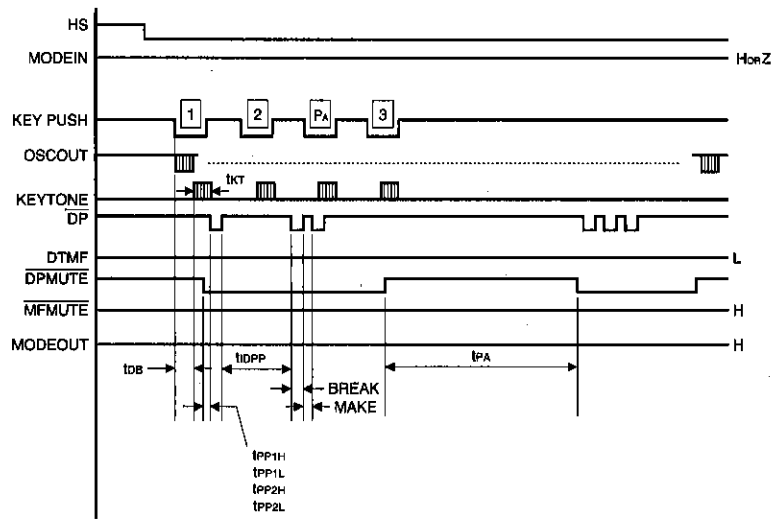 HS
MODEIN HORZ
KEY PUSH 1 2 PA 3
OSCOUT
tKT
KEYTONE
DP
DTMF L
DPMUTE
MFMUTE H
MODEOUT H
tDB tIDPP tPA
BREAK
MAKE
tPP1H
tPP1L
tPP2H
tPP2L